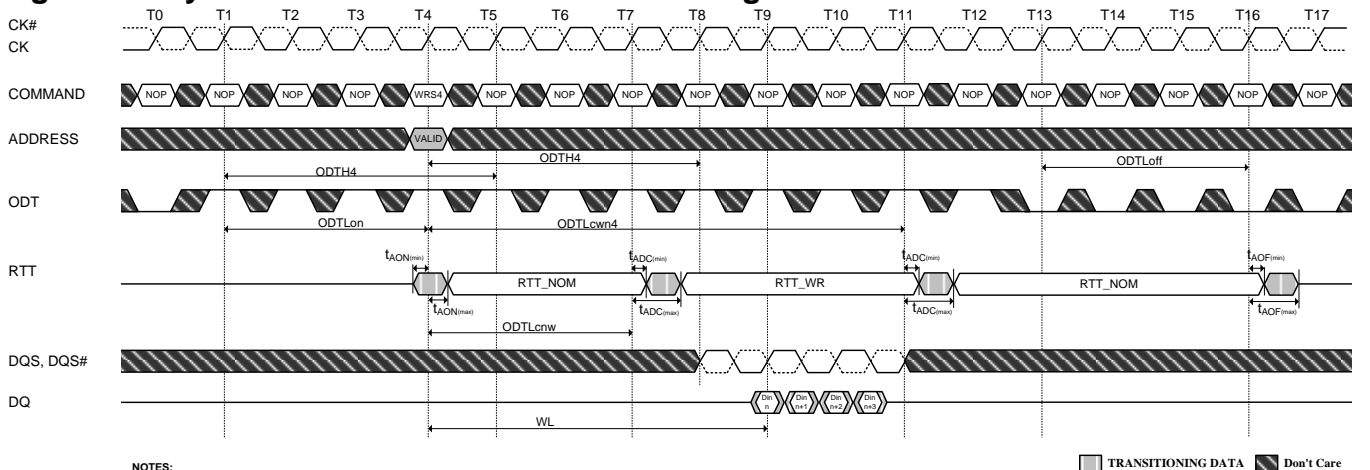 T0 T1 T2 T3 T4 T5 T6 T7 T8 T9 T10 T11 T12 T13 T14 T15 T16 T17
CK#
CK
COMMAND NOP NOP NOP NOP WRS4 NOP NOP NOP NOP NOP NOP NOP NOP NOP NOP NOP NOP NOP
ADDRESS VALID
ODTH4 ODTLoff
ODTH4
ODT
ODTLon ODTLcwn4
tAON(min) tADC(min) tADC(min) tAOF(min)
RTT RTT_NOM RTT_WR RTT_NOM
tAON(max) tADC(max) tADC(max) tAOF(max)
ODTLcnw
DQS, DQS#
DQ Din n Din n+1 Din n+2 Din n+3
WL
NOTES: TRANSITIONING DATA Don't Care